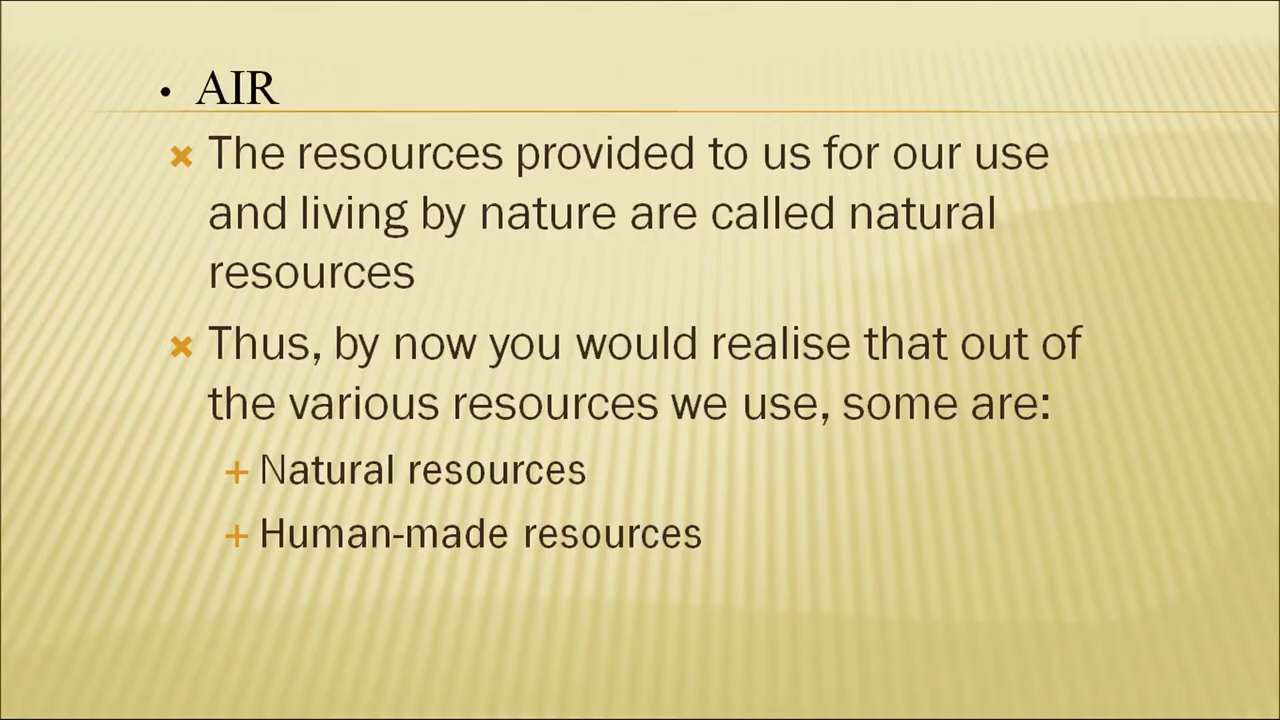 • AIR
The resources provided to us for our use
and living by nature are called natural
resources
Thus, by now you would realise that out of
the various resources we use, some are:
Natural resources
Human-made resources